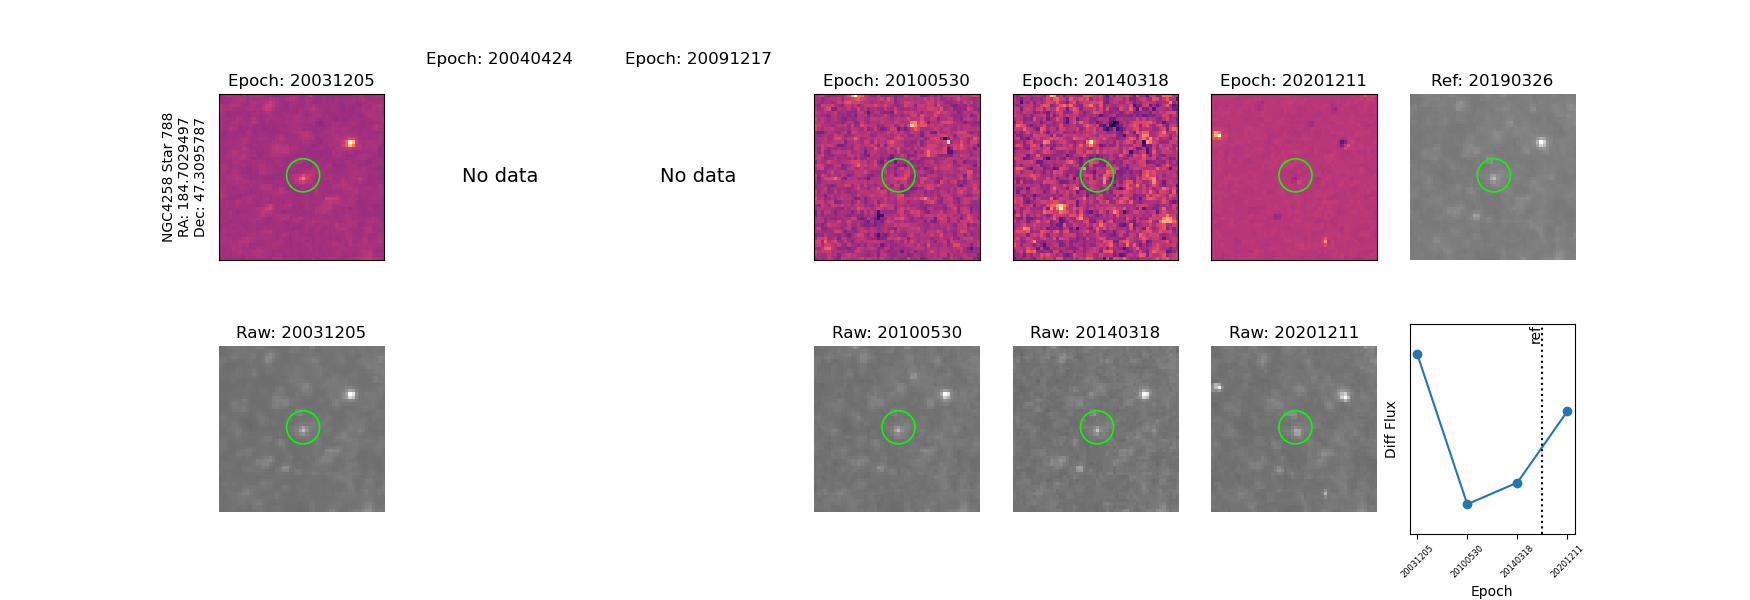 Epoch: 20040424
Epoch: 20091217
Epoch: 20031205
Epoch: 20100530
Epoch: 20140318
Epoch: 20201211
Ref: 20190326
NGC4258 Star 788
RA: 184.7029497
Dec: 47.3095787
No data
No data
Raw: 20031205
Raw: 20100530
Raw: 20140318
Raw: 20201211
ref
Diff Flux
20031205
20100530
20140318
20201211
Epoch